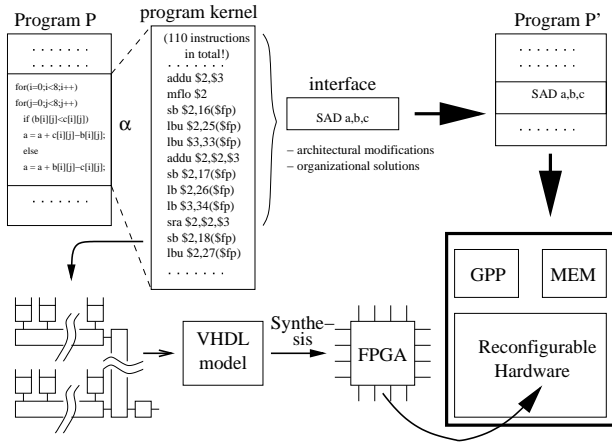 Program P
. . . . . . .
. . . . . . .
for(i=0;i<8;i++)
for(j=0;j<8;j++)
if (b[i][j]<c[i][j])
a = a + c[i][j]−b[i][j];
else
a = a + b[i][j]−c[i][j];
. . . . . . .
α
program kernel
(110 instructions
in total!)
. . . . . . .
addu $2,$3
mflo $2
sb $2,16($fp)
lbu $2,25($fp)
lbu $3,33($fp)
addu $2,$2,$3
sb $2,17($fp)
lb $2,26($fp)
lb $3,34($fp)
sra $2,$2,$3
sb $2,18($fp)
lbu $2,27($fp)
. . . . . . .
interface
SAD a,b,c
– architectural modifications
– organizational solutions
Program P’
. . . . . . .
. . . . . . .
SAD a,b,c
. . . . . . .
. . . . . . .
GPP
MEM
Reconfigurable
Hardware
VHDL
model
Synthe−
sis
FPGA